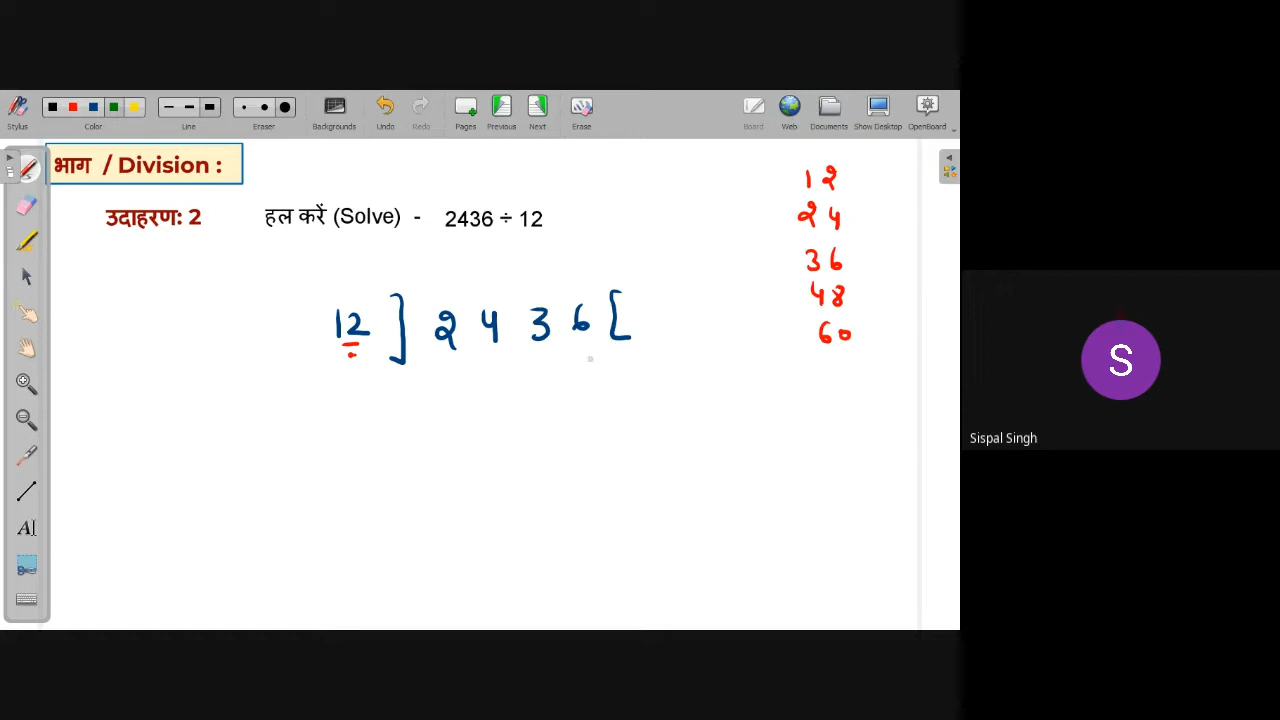 Stylus
Color
Line
Eraser
Backgrounds
Undo
Redo
Pages
Previous
Next
Erase
Board
Web
Documents
Show Desktop
OpenBoard
भाग / Division :
उदाहरण: 2 हल करें (Solve) - 2436 ÷ 12
12 ] 2 4 3 6 [
12
24
36
48
60
S
Sispal Singh